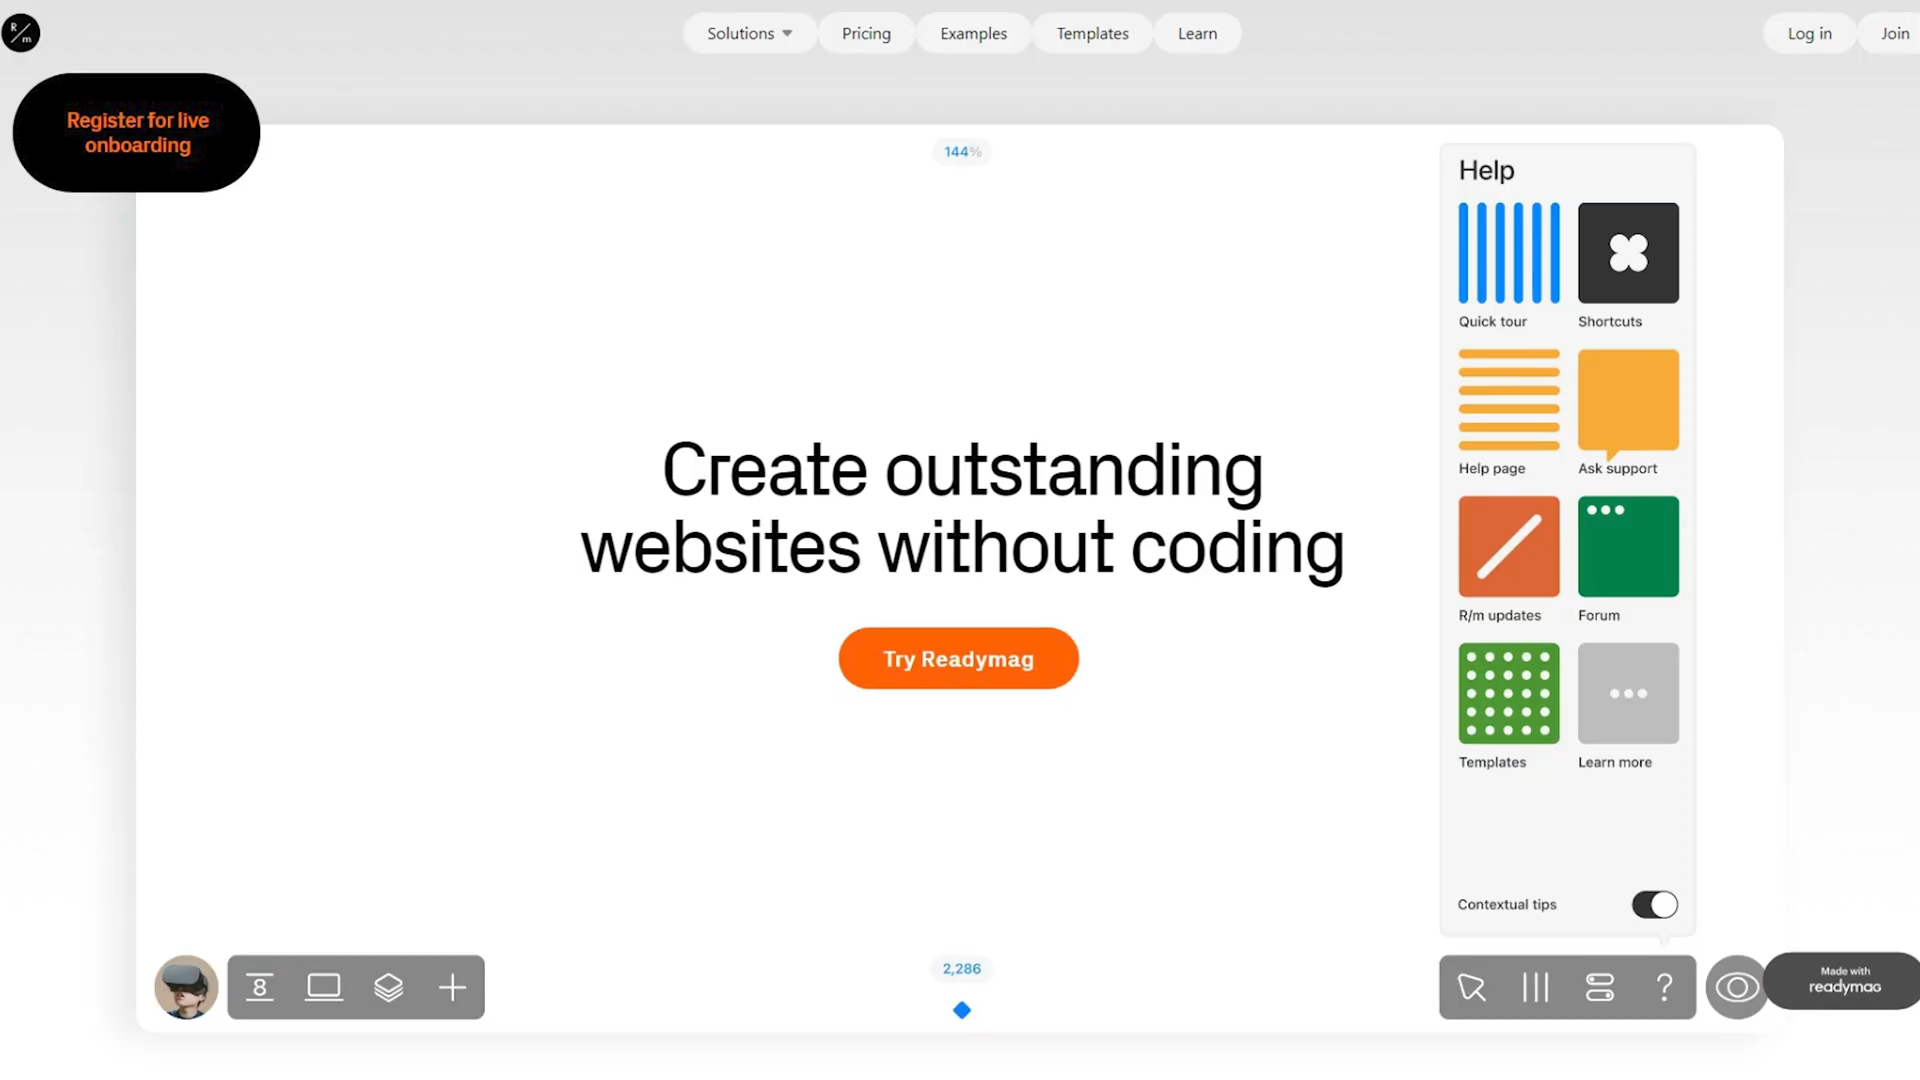 R/m
Solutions
Pricing
Examples
Templates
Learn
Log in
Join
Register for live
onboarding
144%
Help
Quick tour
Shortcuts
Help page
Ask support
R/m updates
Forum
Templates
Learn more
Contextual tips
Create outstanding
websites without coding
Try Readymag
8
2,286
?
Made with
readymag